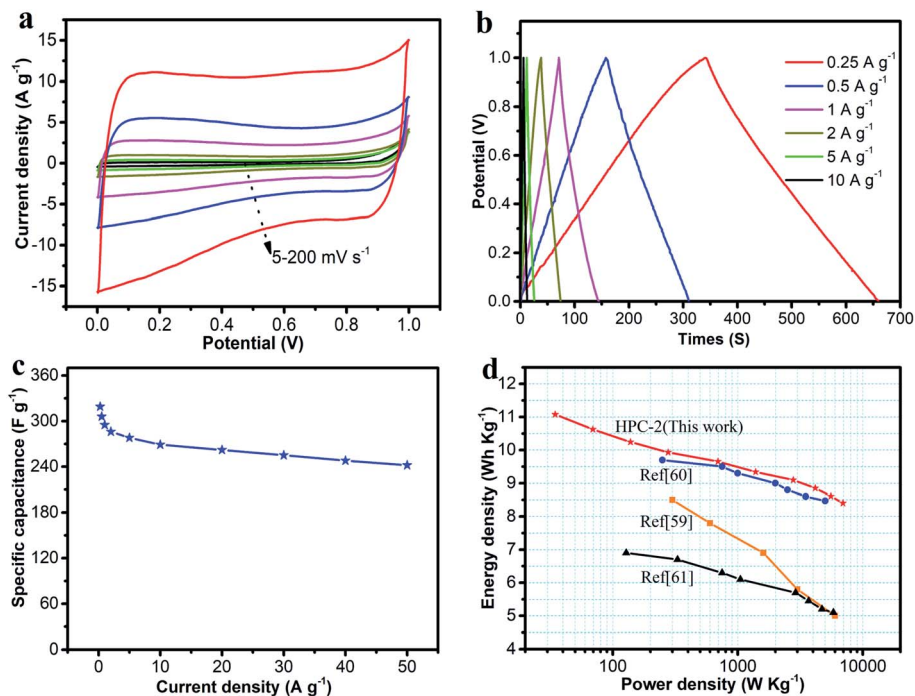 a
Current density (A g⁻¹)
15
10
5
0
-5
-10
-15
5-200 mV s⁻¹
0.0 0.2 0.4 0.6 0.8 1.0
Potential (V)
b
Potential (V)
1.0
0.8
0.6
0.4
0.2
0.0
0.25 A g⁻¹
0.5 A g⁻¹
1 A g⁻¹
2 A g⁻¹
5 A g⁻¹
10 A g⁻¹
0 100 200 300 400 500 600 700
Times (S)
c
Specific capacitance (F g⁻¹)
360
300
240
180
120
60
0
0 10 20 30 40 50
Current density (A g⁻¹)
d
Energy density (Wh Kg⁻¹)
12
11
10
9
8
7
6
5
4
HPC-2(This work)
Ref[60]
Ref[59]
Ref[61]
100 1000 10000
Power density (W Kg⁻¹)